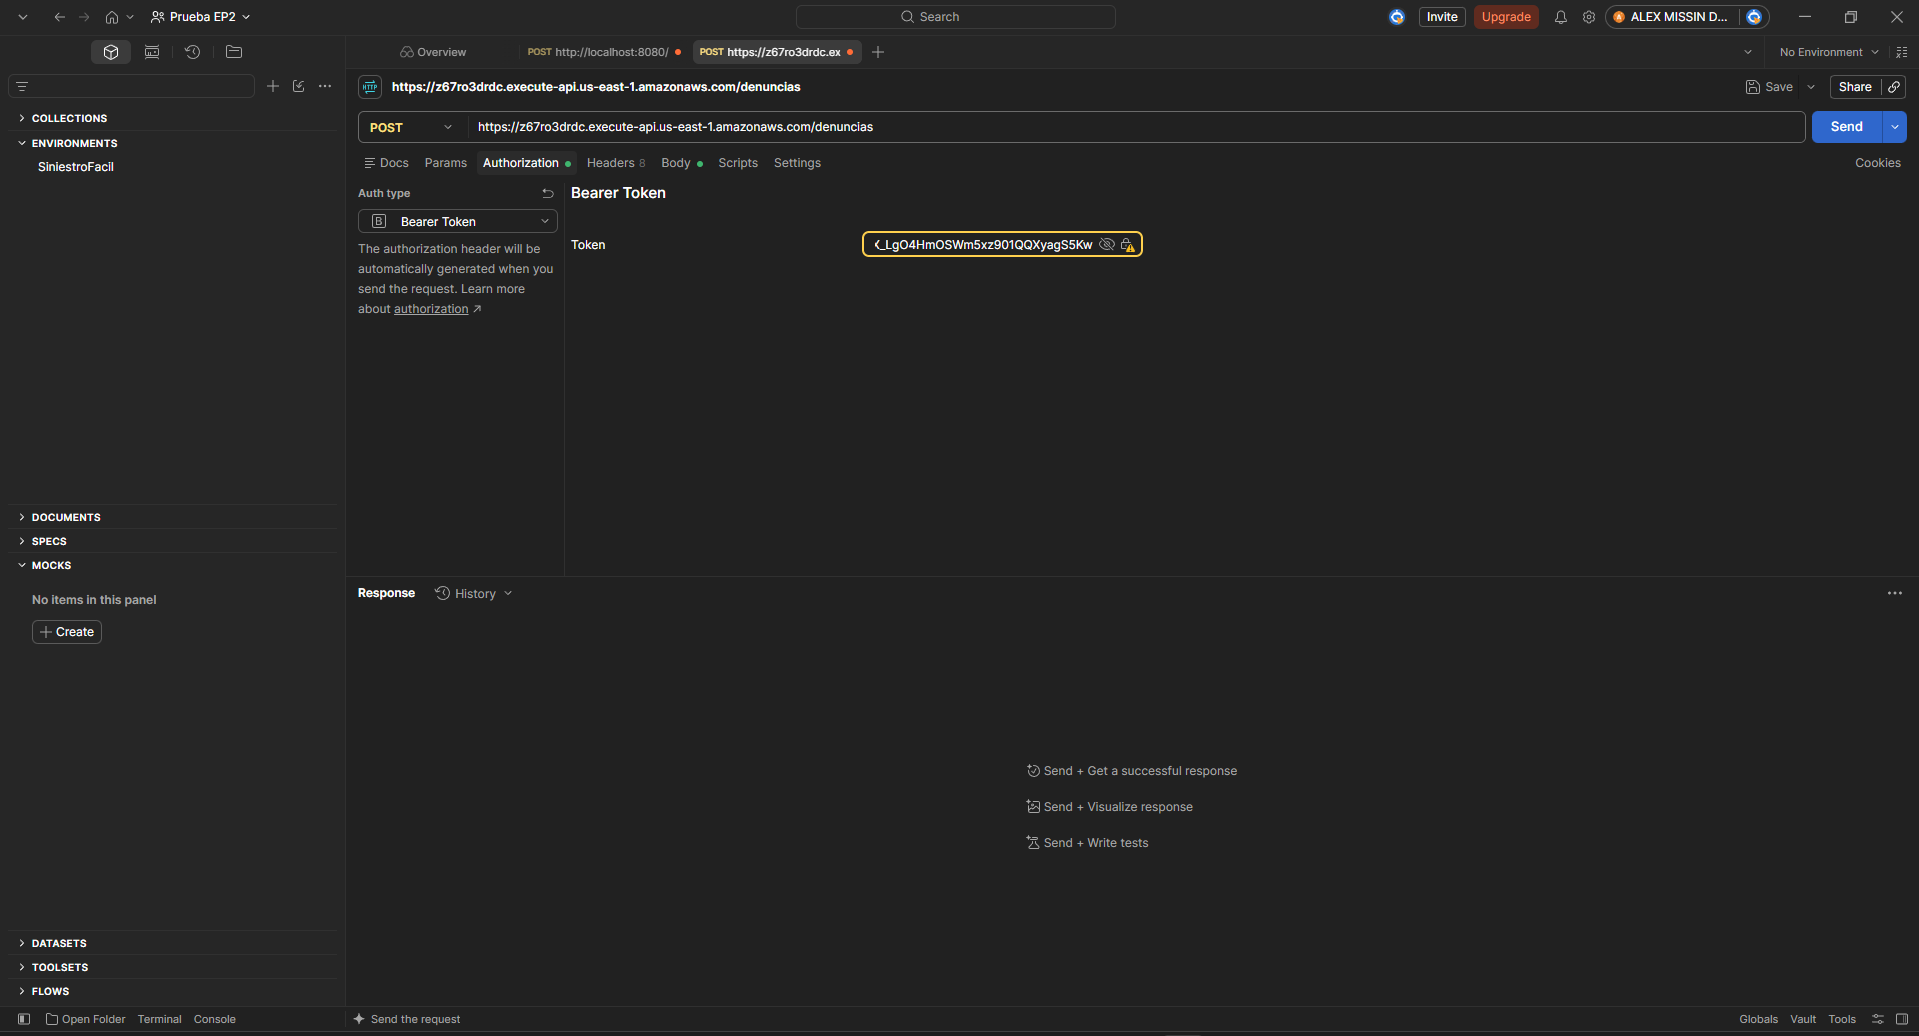 Prueba EP2
Search
Invite
Upgrade
ALEX MISSIN D...
Overview
POST http://localhost:8080/
POST https://z67ro3drdc.ex
No Environment
https://z67ro3drdc.execute-api.us-east-1.amazonaws.com/denuncias
Save
Share
COLLECTIONS
POST
https://z67ro3drdc.execute-api.us-east-1.amazonaws.com/denuncias
Send
ENVIRONMENTS
SiniestroFacil
Docs
Params
Authorization
Headers 8
Body
Scripts
Settings
Cookies
Auth type
Bearer Token
Bearer Token
The authorization header will be
automatically generated when you
send the request. Learn more
about authorization
Token
_LgO4HmOSWm5xz901QQXyagS5Kw
DOCUMENTS
SPECS
MOCKS
No items in this panel
Create
Response
History
Send + Get a successful response
Send + Visualize response
Send + Write tests
DATASETS
TOOLSETS
FLOWS
Open Folder
Terminal
Console
Send the request
Globals
Vault
Tools